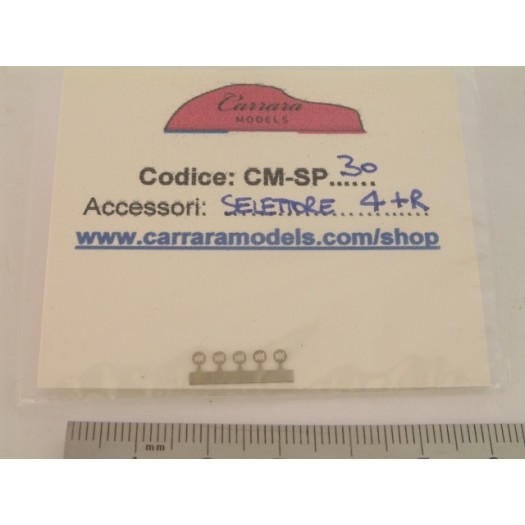 Carrara
MODELS
Codice: CM-SP...30...
Accessori: SELETTORE 4+R
www.carraramodels.com/shop
mm